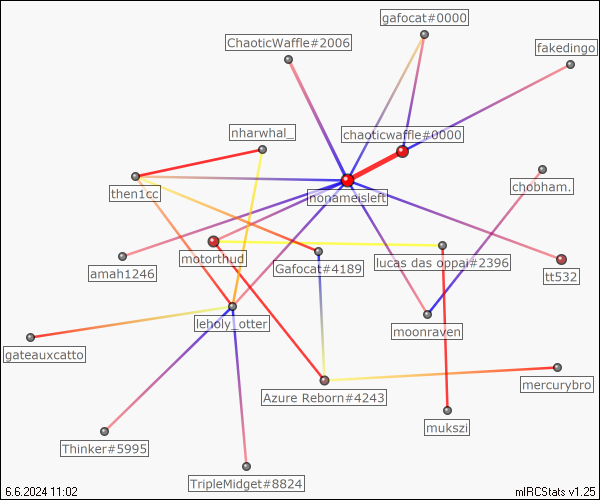 gafocat#0000
ChaoticWaffle#2006
fakedingo
nharwhal_
chaoticwaffle#0000
then1cc
nonameisleft
chobham.
motorthud
Gafocat#4189
lucas das oppai#2396
amah1246
tt532
leholy_otter
moonraven
gateauxcatto
Azure Reborn#4243
mercurybro
mukszi
Thinker#5995
TripleMidget#8824
6.6.2024 11:02
mIRCStats v1.25